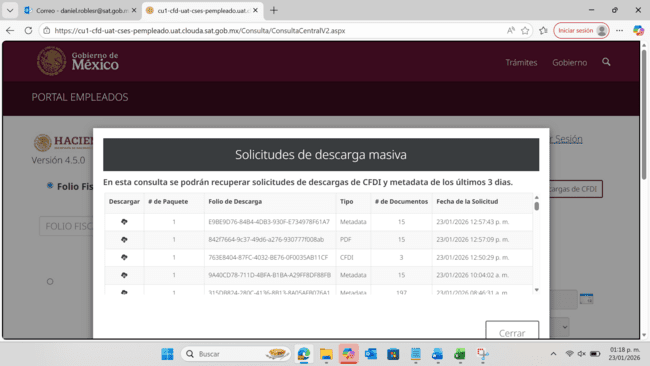 Correo - daniel.roblesr@sat.gob.m
cu1-cfd-uat-cses-pempleado.uat.
https://cu1-cfd-uat-cses-pempleado.uat.clouda.sat.gob.mx/Consulta/ConsultaCentralV2.aspx
Iniciar sesión
Gobierno de
México
Trámites
Gobierno
PORTAL EMPLEADOS
HACIEN
Sesión
Versión 4.5.0
Folio Fis
argas de CFDI
FOLIO FISC
Solicitudes de descarga masiva
En esta consulta se podrán recuperar solicitudes de descargas de CFDI y metadata de los últimos 3 dias.
Descargar # de Paquete Folio de Descarga Tipo # de Documentos Fecha de la Solicitud
1 E9BE9D76-84B4-4DB3-930F-E73497BF61A7 Metadata 15 23/01/2026 12:57:43 p. m.
1 842f7664-9c37-49d6-a276-930777f008ab PDF 15 23/01/2026 12:57:09 p. m.
1 763E8404-87FC-4032-BE76-0F0035AB11CF CFDI 3 23/01/2026 12:50:29 p. m.
1 9A40CD78-711D-4BFA-B1BA-A29FF8DF88FB Metadata 15 23/01/2026 10:04:02 a. m.
1 Metadata 197 23/01/2026 08:46:31 a. m.
Cerrar
Buscar
01:18 p. m.
23/01/2026